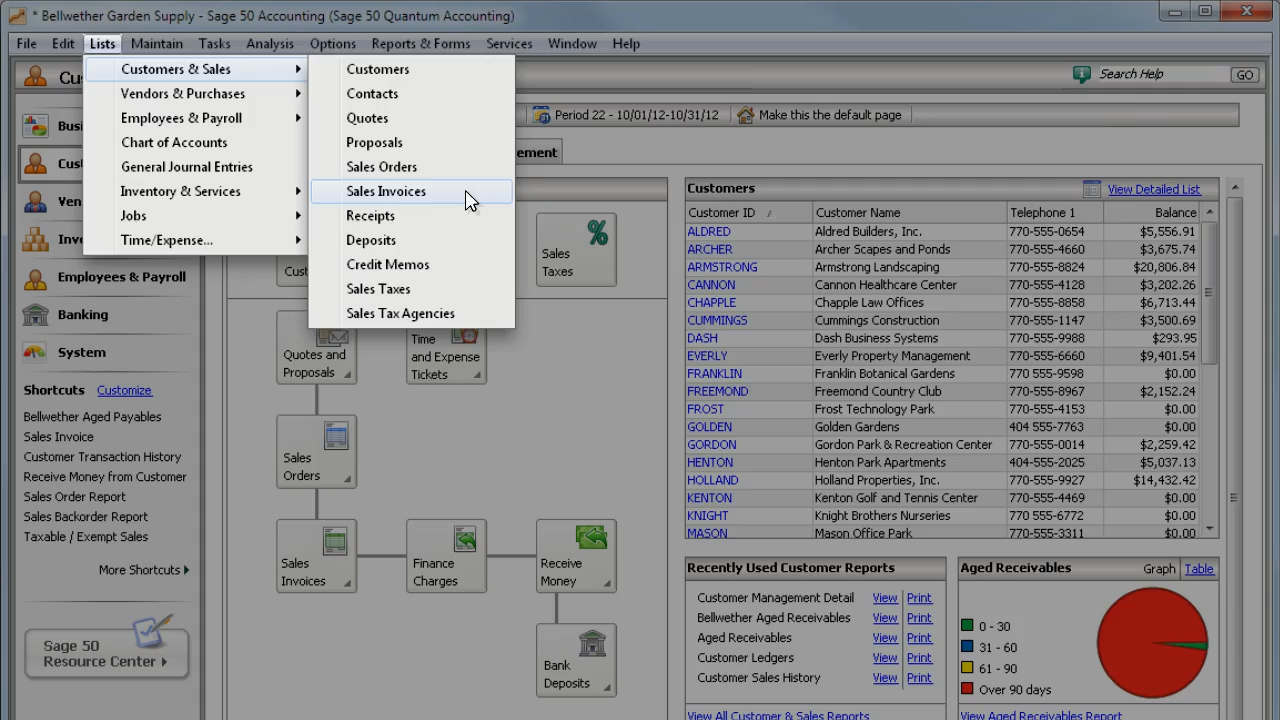 * Bellwether Garden Supply - Sage 50 Accounting (Sage 50 Quantum Accounting)
File Edit Lists Maintain Tasks Analysis Options Reports & Forms Services Window Help
Customers & Sales
Vendors & Purchases
Employees & Payroll
Chart of Accounts
General Journal Entries
Inventory & Services
Jobs
Time/Expense...
Customers
Contacts
Quotes
Proposals
Sales Orders
Sales Invoices
Receipts
Deposits
Credit Memos
Sales Taxes
Sales Tax Agencies
Search Help GO
Period 22 - 10/01/12-10/31/12 Make this the default page
Employees & Payroll
Banking
System
Shortcuts Customize
Bellwether Aged Payables
Sales Invoice
Customer Transaction History
Receive Money from Customer
Sales Order Report
Sales Backorder Report
Taxable / Exempt Sales
More Shortcuts
Sage 50
Resource Center
Sales
Taxes
Quotes and
Proposals
Time
and Expense
Tickets
Sales
Orders
Sales
Invoices
Finance
Charges
Receive
Money
Bank
Deposits
Customers View Detailed List
Customer ID Customer Name Telephone 1 Balance
ALDRED Aldred Builders, Inc. 770-555-0654 $5,556.91
ARCHER Archer Scapes and Ponds 770-555-4660 $3,675.74
ARMSTRONG Armstrong Landscaping 770-555-8824 $20,806.84
CANNON Cannon Healthcare Center 770-555-4128 $3,202.26
CHAPPLE Chapple Law Offices 770-555-8858 $6,713.44
CUMMINGS Cummings Construction 770-555-1147 $3,500.69
DASH Dash Business Systems 770-555-9988 $293.95
EVERLY Everly Property Management 770-555-6660 $9,401.54
FRANKLIN Franklin Botanical Gardens 770 555-9598 $0.00
FREEMOND Freemond Country Club 770-555-8967 $2,152.24
FROST Frost Technology Park 770-555-4153 $0.00
GOLDEN Golden Gardens 404 555-7763 $0.00
GORDON Gordon Park & Recreation Center 770-555-0014 $2,259.42
HENTON Henton Park Apartments 404-555-2025 $5,037.13
HOLLAND Holland Properties, Inc. 770-555-9927 $14,432.42
KENTON Kenton Golf and Tennis Center 770-555-4469 $0.00
KNIGHT Knight Brothers Nurseries 770-555-6772 $0.00
MASON Mason Office Park 770-555-3311 $0.00
Recently Used Customer Reports
Customer Management Detail View Print
Bellwether Aged Receivables View Print
Aged Receivables View Print
Customer Ledgers View Print
Customer Sales History View Print
View All Customer & Sales Reports
Aged Receivables Graph Table
0 - 30
31 - 60
61 - 90
Over 90 days
View Aged Receivables Report